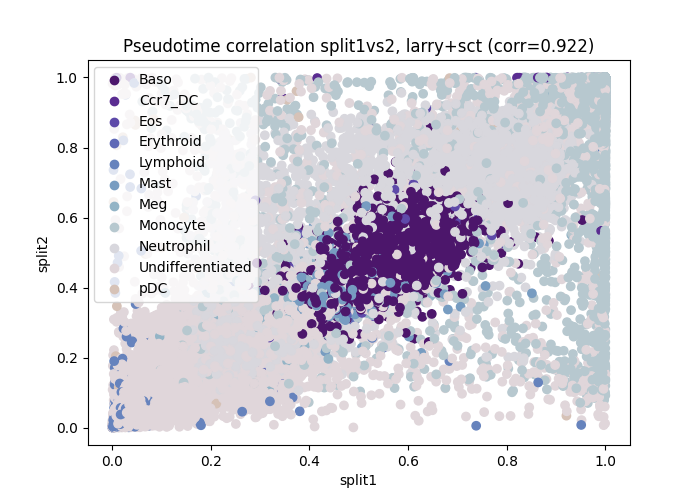 Pseudotime correlation split1vs2, larry+sct (corr=0.922)
1.0
0.8
0.6
0.4
0.2
0.0
split2
Baso
Ccr7_DC
Eos
Erythroid
Lymphoid
Mast
Meg
Monocyte
Neutrophil
Undifferentiated
pDC
0.0 0.2 0.4 0.6 0.8 1.0
split1